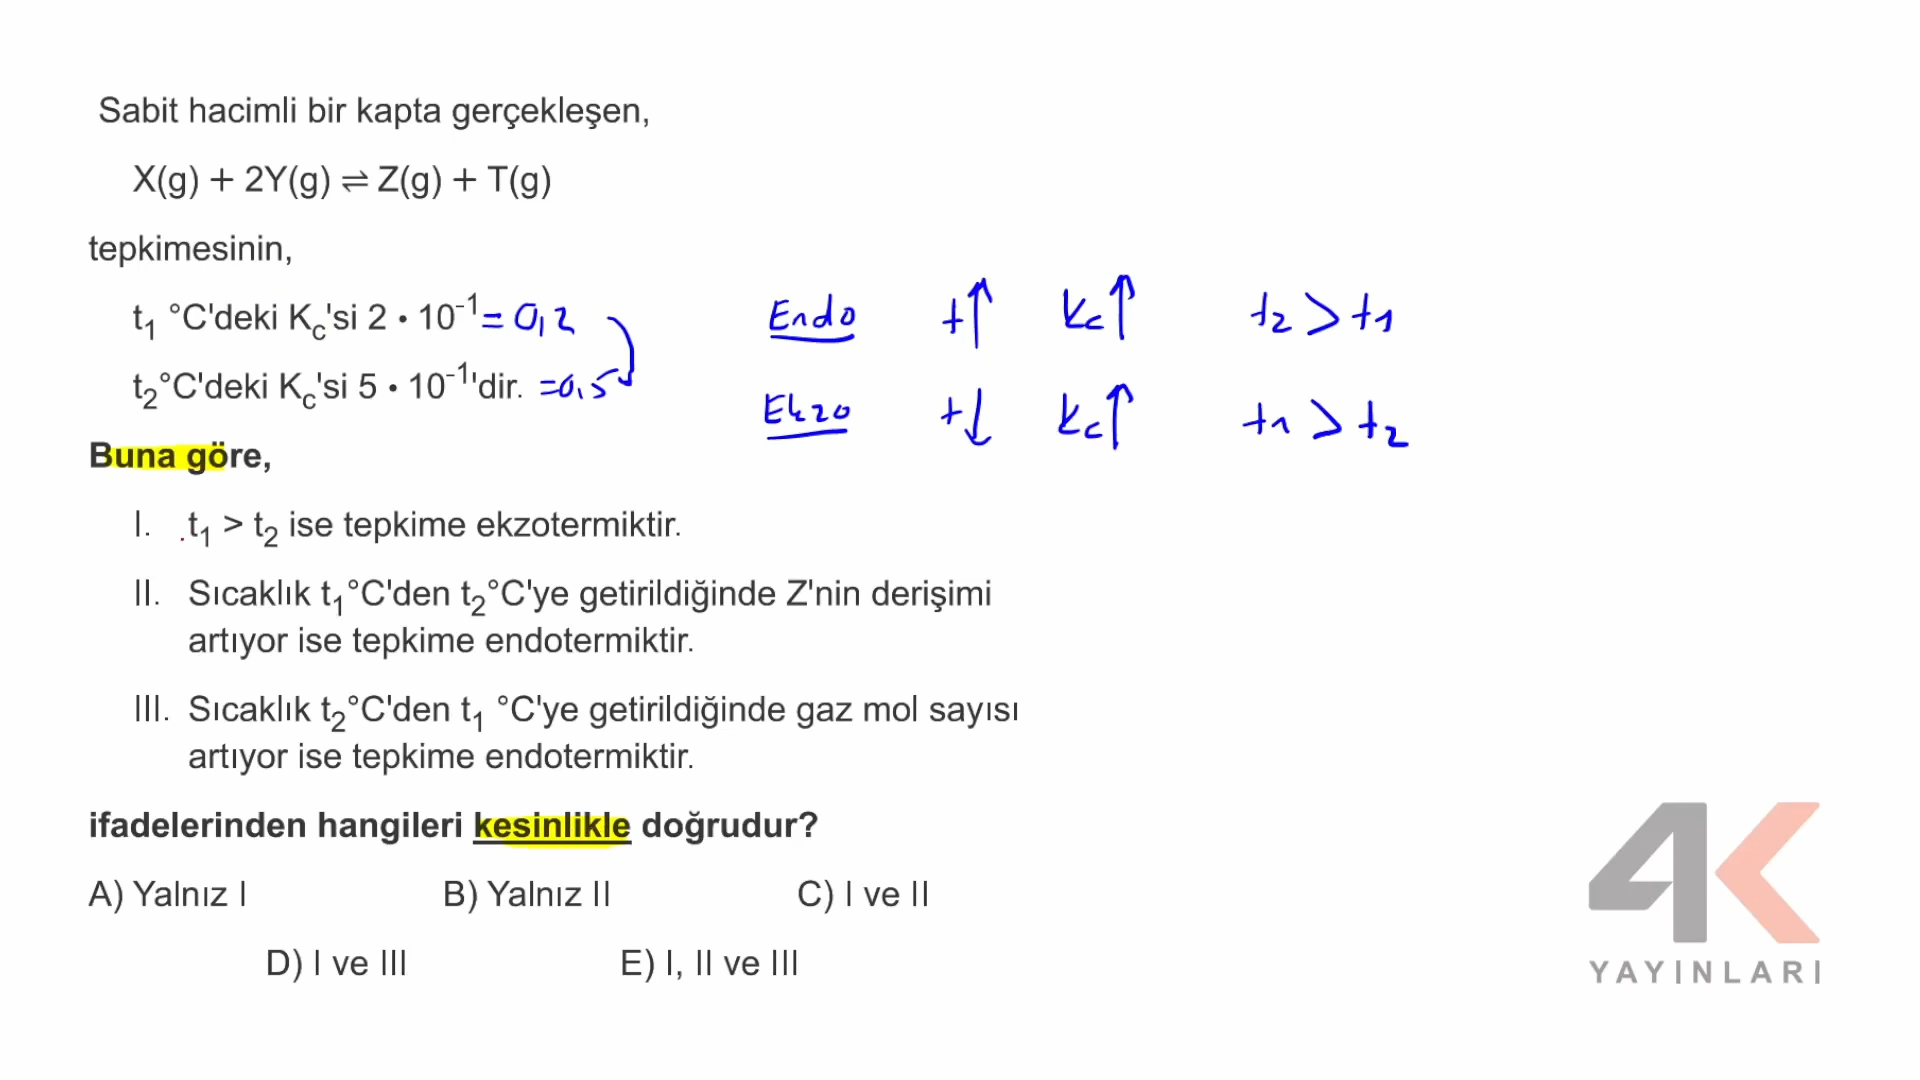 Sabit hacimli bir kapta gerçekleşen,
X(g) + 2Y(g) ⇌ Z(g) + T(g)
tepkimesinin,
t₁ °C'deki K꜀'si 2 • 10⁻¹ = 0,2
t₂°C'deki K꜀'si 5 • 10⁻¹'dir. =0,5
Endo t↑ Kc↑ t₂ > t₁
Ekzo t↓ Kc↑ t₁ > t₂
Buna göre,
I. .t₁ > t₂ ise tepkime ekzotermiktir.
II. Sıcaklık t₁°C'den t₂°C'ye getirildiğinde Z'nin derişimi
artıyor ise tepkime endotermiktir.
III. Sıcaklık t₂°C'den t₁ °C'ye getirildiğinde gaz mol sayısı
artıyor ise tepkime endotermiktir.
ifadelerinden hangileri kesinlikle doğrudur?
A) Yalnız I B) Yalnız II C) I ve II
D) I ve III E) I, II ve III
4K
YAYINLARI